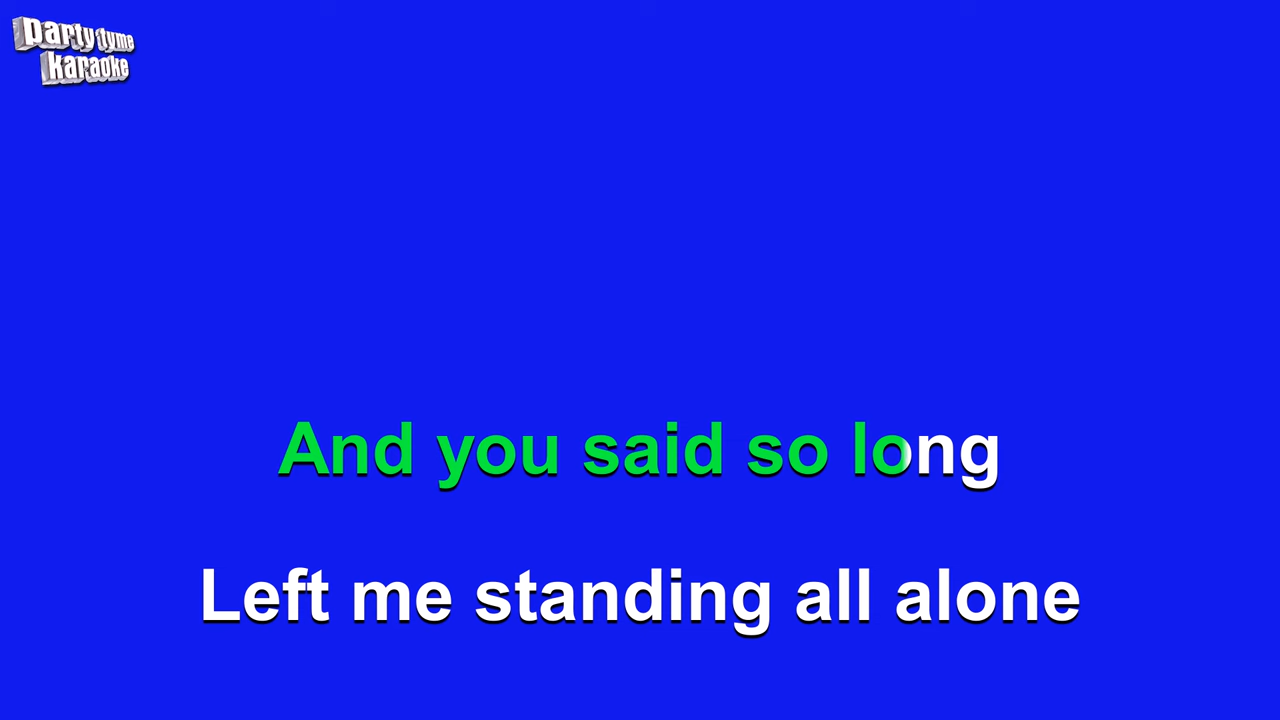 party tyme
karaoke
And you said so long
Left me standing all alone